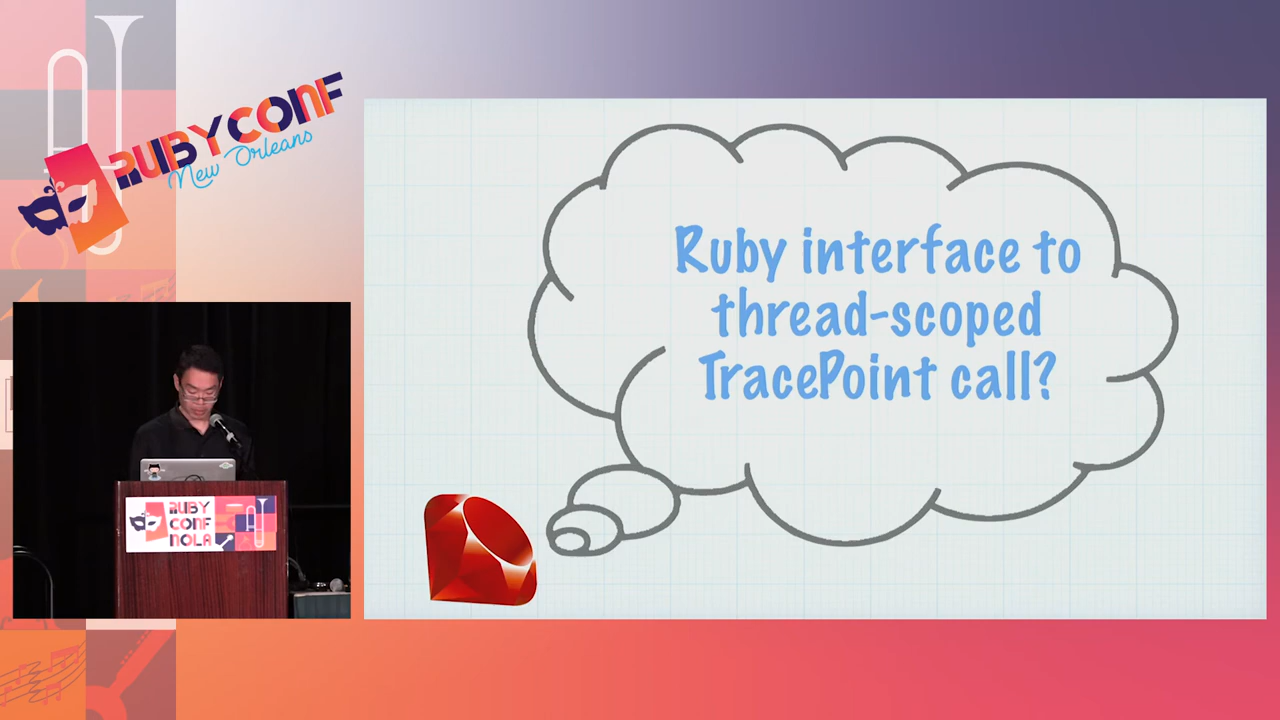 RUBYCONF
New Orleans
Ruby interface to
thread-scoped
TracePoint call?
RUBY
CONF
NOLA